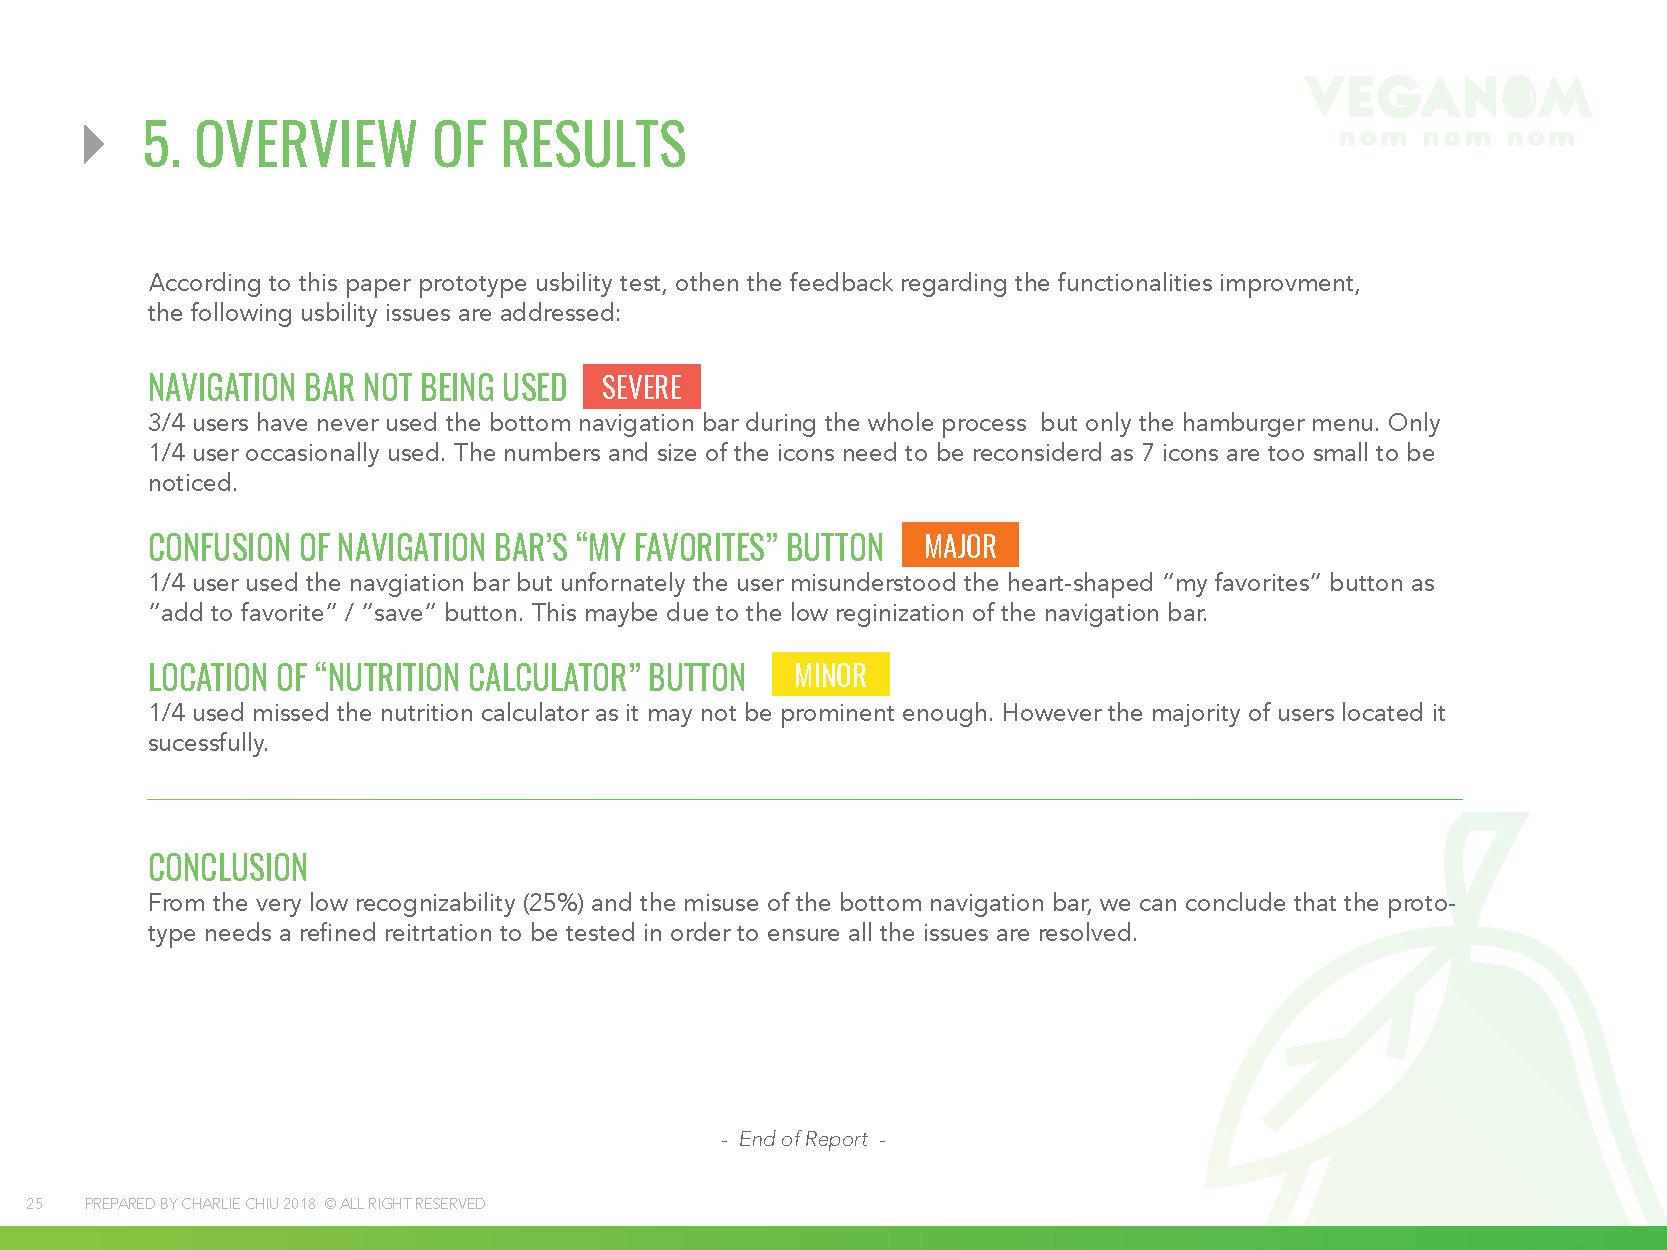 VEGANOM
nom nom nom
5. OVERVIEW OF RESULTS
According to this paper prototype usbility test, othen the feedback regarding the functionalities improvment,
the following usbility issues are addressed:
NAVIGATION BAR NOT BEING USED SEVERE
3/4 users have never used the bottom navigation bar during the whole process  but only the hamburger menu. Only
1/4 user occasionally used. The numbers and size of the icons need to be reconsiderd as 7 icons are too small to be
noticed.
CONFUSION OF NAVIGATION BAR’S “MY FAVORITES” BUTTON MAJOR
1/4 user used the navgiation bar but unfornately the user misunderstood the heart-shaped ”my favorites” button as
”add to favorite” / ”save” button. This maybe due to the low reginization of the navigation bar.
LOCATION OF “NUTRITION CALCULATOR” BUTTON MINOR
1/4 used missed the nutrition calculator as it may not be prominent enough. However the majority of users located it
sucessfully.
CONCLUSION
From the very low recognizability (25%) and the misuse of the bottom navigation bar, we can conclude that the proto-
type needs a refined reitrtation to be tested in order to ensure all the issues are resolved.
- End of Report -
25 PREPARED BY CHARLIE CHIU 2018 © ALL RIGHT RESERVED